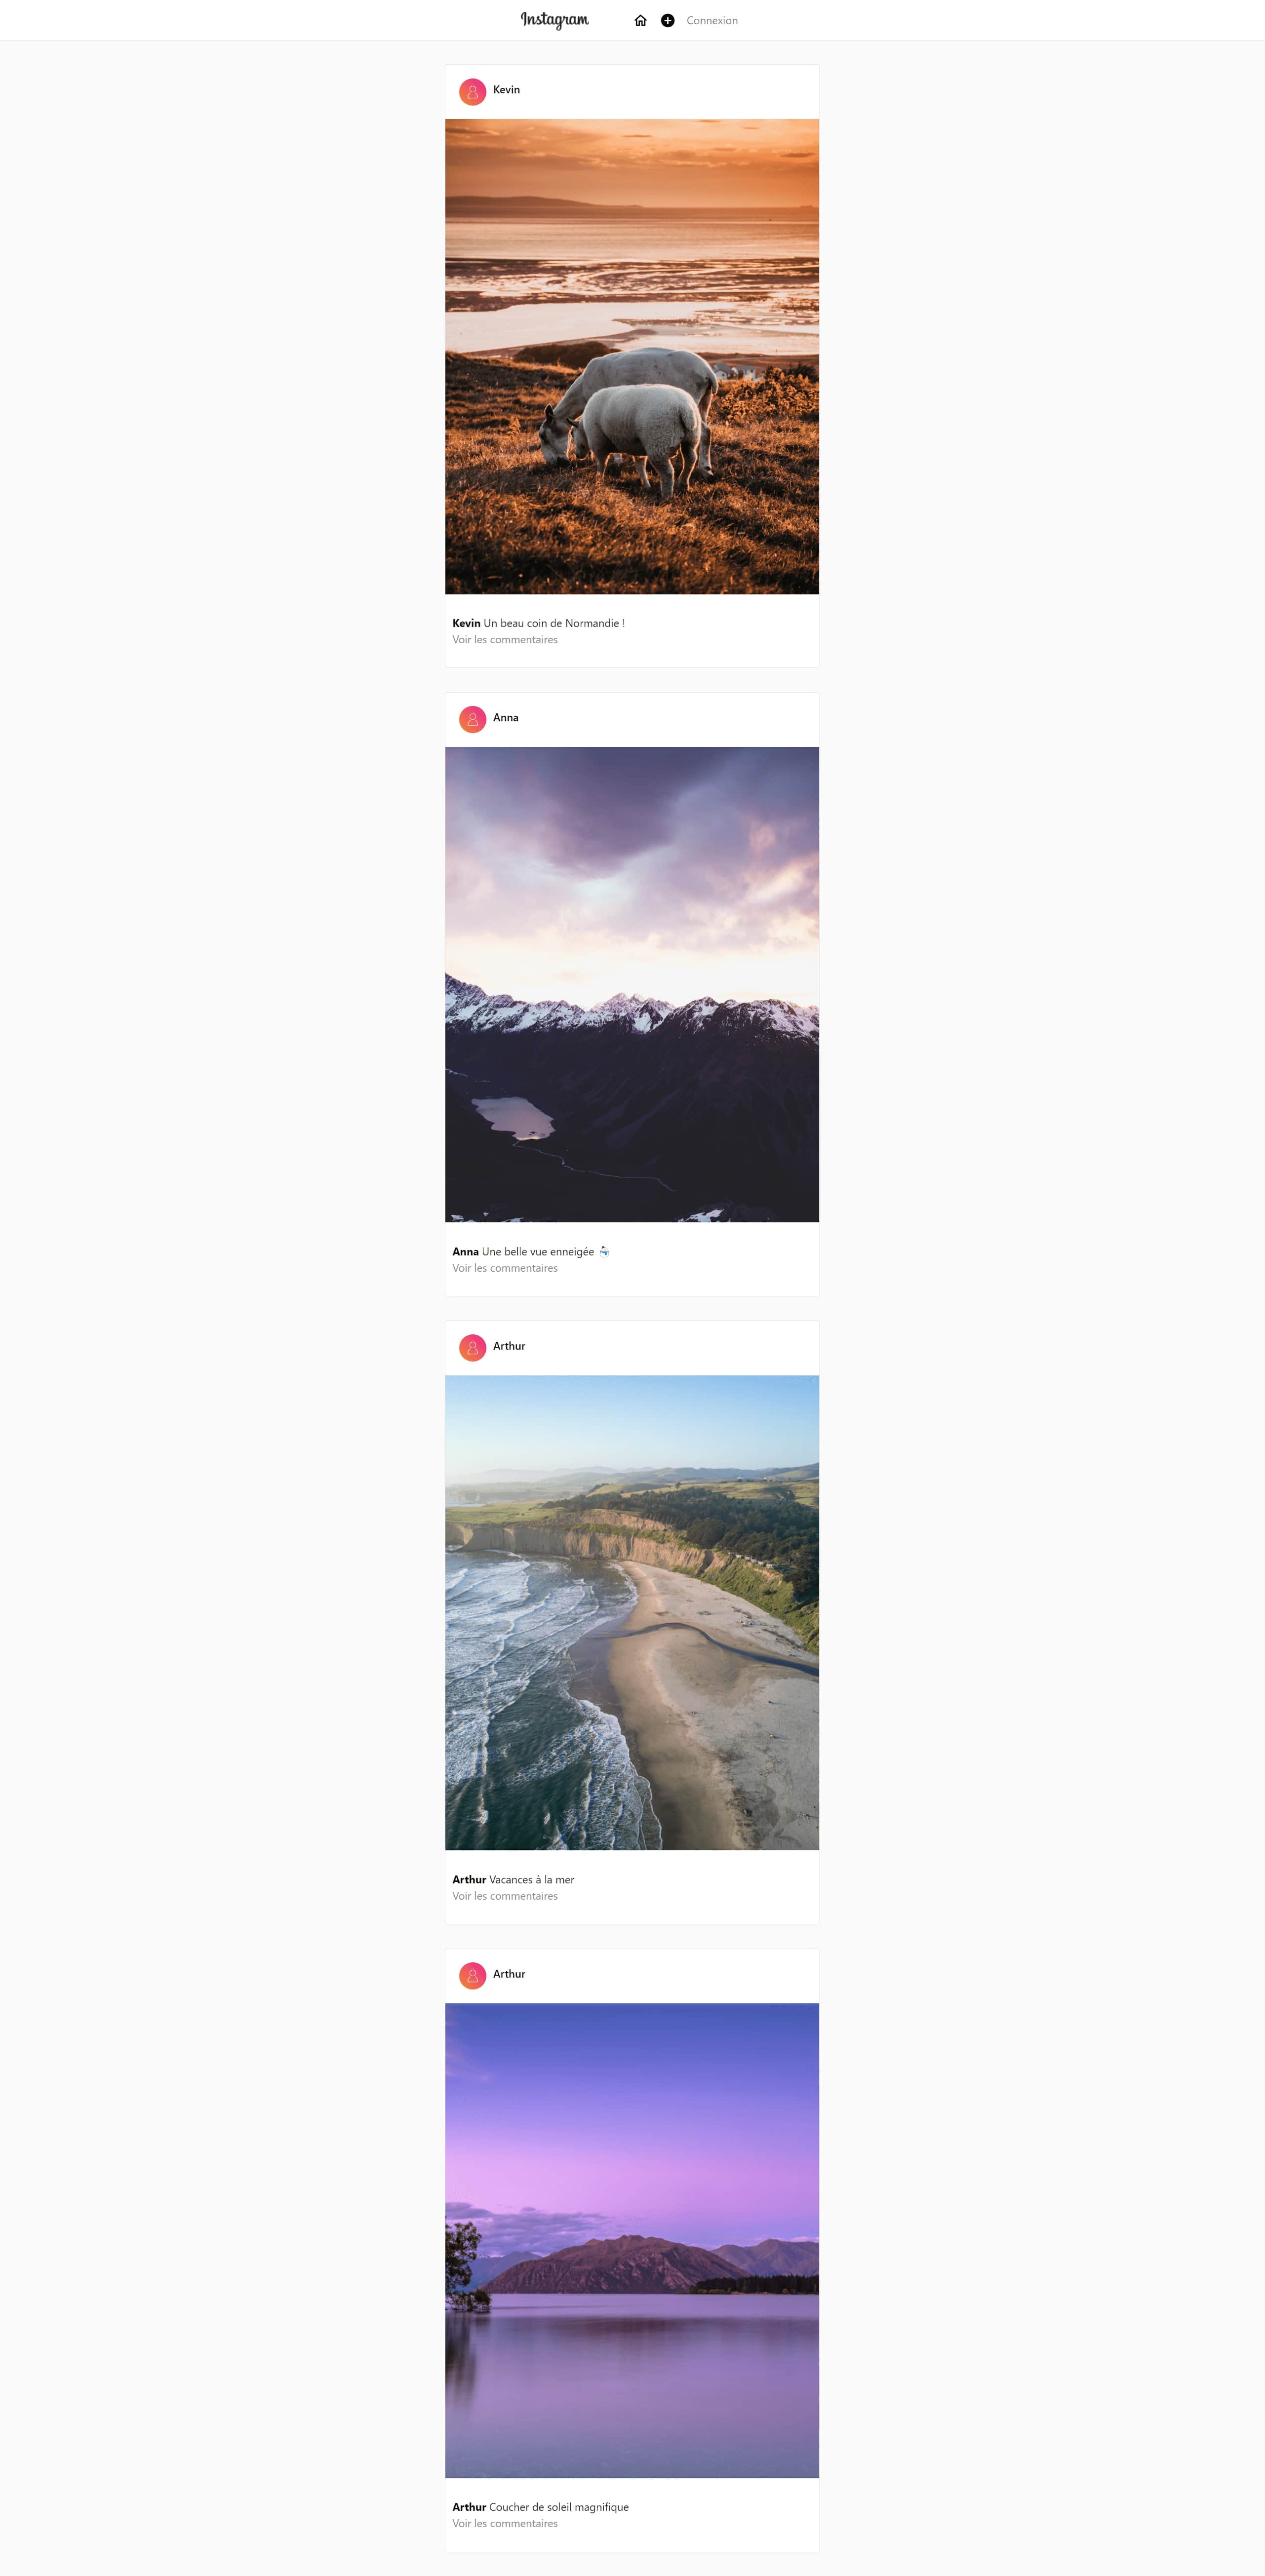 Instagram
Connexion
Kevin
Kevin Un beau coin de Normandie !
Voir les commentaires
Anna
Anna Une belle vue enneigée ⛄
Voir les commentaires
Arthur
Arthur Vacances à la mer
Voir les commentaires
Arthur
Arthur Coucher de soleil magnifique
Voir les commentaires